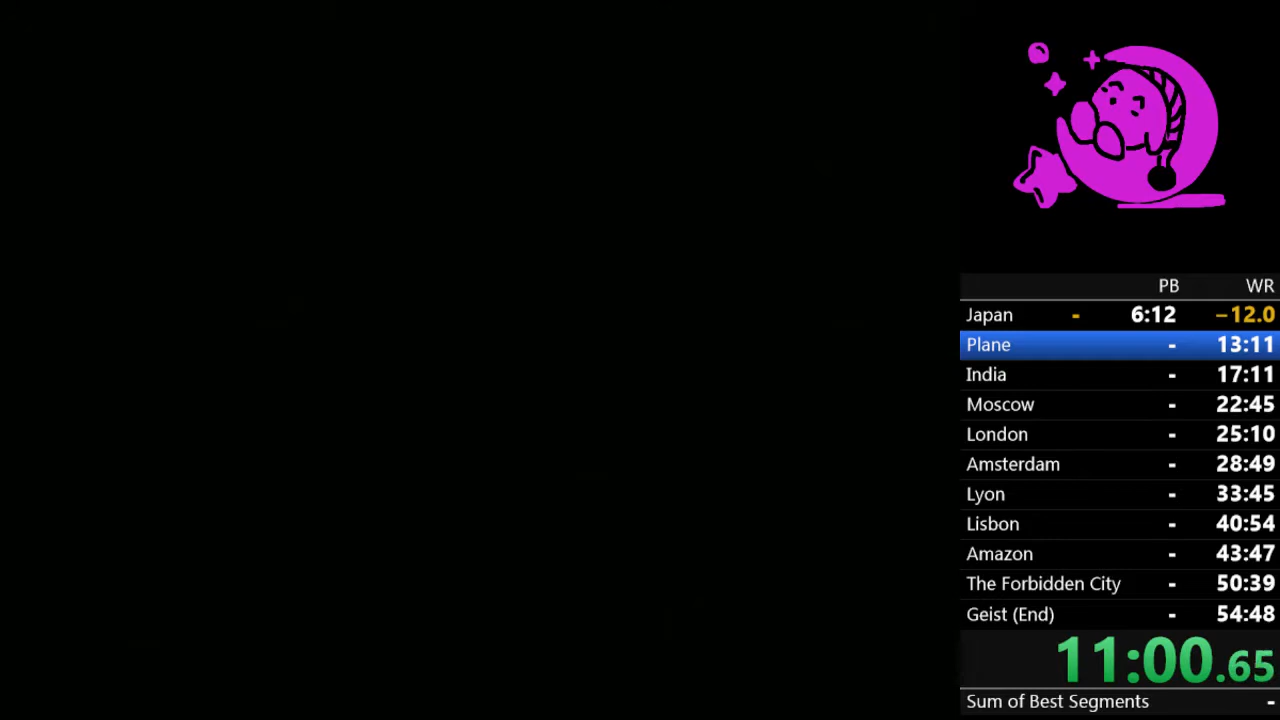 PB WR
Japan - 6:12 −12.0
Plane - 13:11
India - 17:11
Moscow - 22:45
London - 25:10
Amsterdam - 28:49
Lyon - 33:45
Lisbon - 40:54
Amazon - 43:47
The Forbidden City - 50:39
Geist (End) - 54:48
11:00.65
Sum of Best Segments -